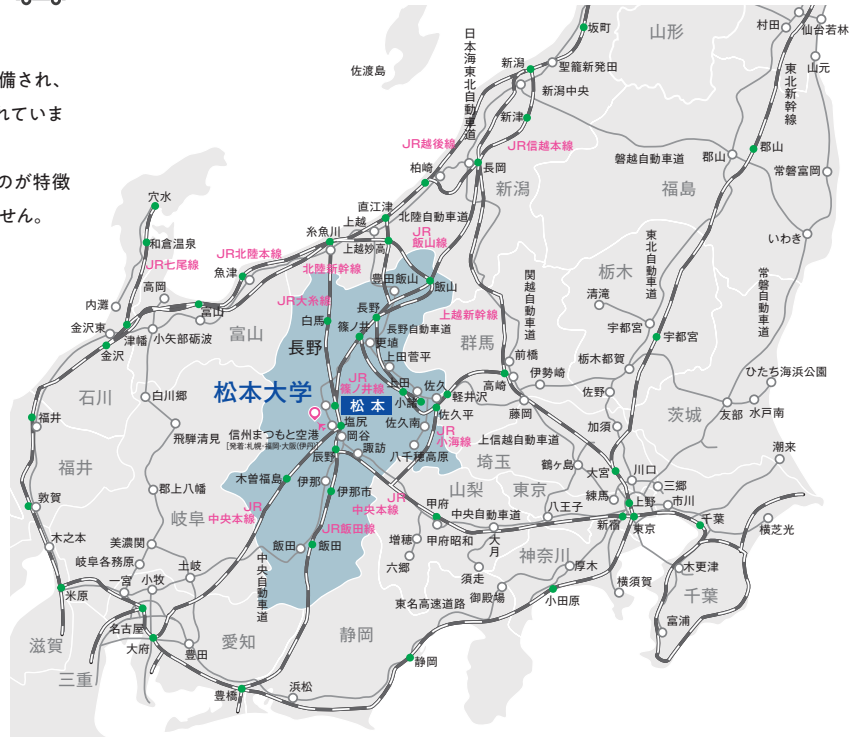 備され、
れていま
のが特徴
せん。
佐渡島
日本海東北自動車道
坂町
山形
村田
仙台若林
山元
新潟
聖籠新発田
新潟中央
新津
東北新幹線
JR越後線
JR信越本線
柏崎
長岡
新潟
磐越自動車道
郡山
郡山
常磐富岡
福島
いわき
穴水
和倉温泉
JR七尾線
直江津
上越
北陸自動車道
糸魚川
上越妙高
JR
飯山線
JR北陸本線
北陸新幹線
魚津
高岡
豊田飯山
飯山
東北自動車道
栃木
清滝
関越自動車道
常磐自動車道
内灘
富山
JR大糸線
長野
上越新幹線
金沢東
津幡
小矢部砺波
富山
白馬
篠ノ井
長野自動車道
群馬
宇都宮
宇都宮
金沢
長野
更埴
上田菅平
前橋
栃木都賀
ひたち海浜公園
石川
白川郷
松本大学
JR
篠ノ井線
上田
佐久
軽井沢
高崎
伊勢崎
佐野
茨城
松本
小諸
佐久平
藤岡
友部
水戸南
福井
飛騨清見
信州まつもと空港
[発着:札幌・福岡・大阪(伊丹)]
塩尻
岡谷
佐久南
JR
小海線
上信越自動車道
加須
福井
辰野
諏訪
八千穂高原
埼玉
鶴ヶ島
大宮
川口
潮来
敦賀
郡上八幡
木曽福島
伊那
伊那市
JR
中央本線
山梨
東京
練馬
三郷
上野
市川
岐阜
JR
中央本線
甲府
中央自動車道
八王子
新宿
東京
千葉
横芝光
木之本
美濃関
JR飯田線
増穂
甲府昭和
大月
岐阜各務原
飯田
飯田
六郷
神奈川
米原
一宮
小牧
土岐
中央自動車道
須走
厚木
木更津
御殿場
横須賀
千葉
東名高速道路
小田原
名古屋
富浦
滋賀
大府
豊田
愛知
静岡
静岡
三重
豊橋
浜松